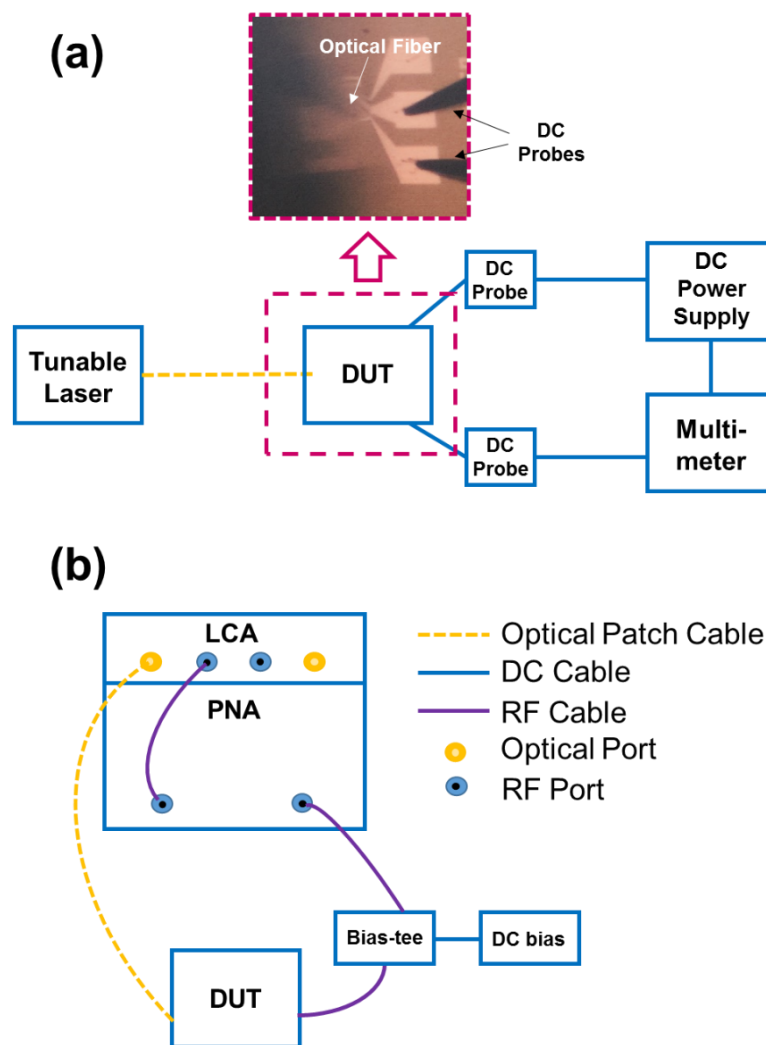 (a)
Optical Fiber
DC
Probes
DC
Probe
DC
Power
Supply
Tunable
Laser
DUT
DC
Probe
Multi-
meter
(b)
LCA
PNA
Optical Patch Cable
DC Cable
RF Cable
Optical Port
RF Port
Bias-tee
DC bias
DUT